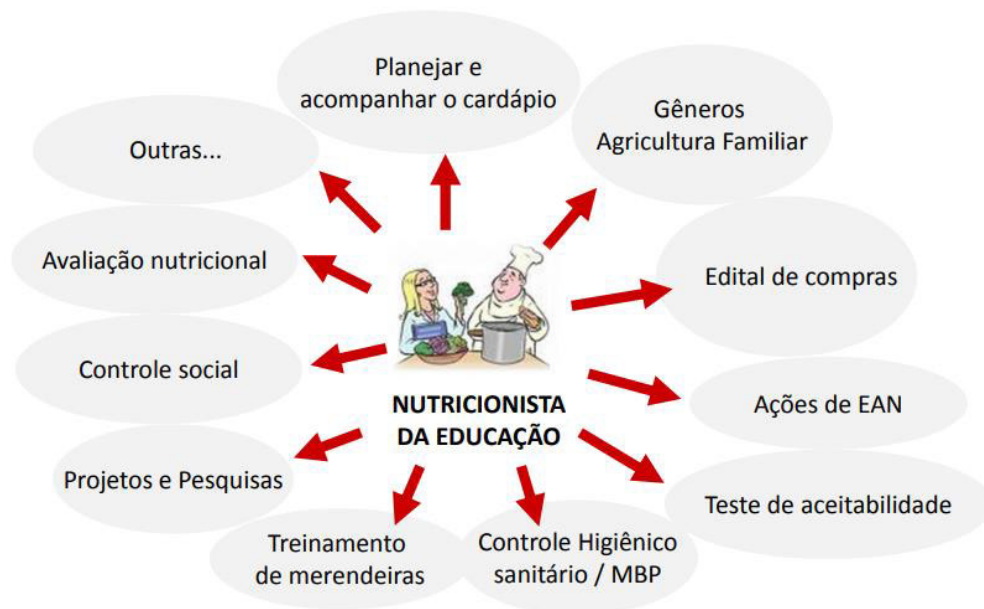 Planejar e
acompanhar o cardápio
Gêneros
Agricultura Familiar
Outras...
Avaliação nutricional
Edital de compras
Controle social
Ações de EAN
NUTRICIONISTA
DA EDUCAÇÃO
Projetos e Pesquisas
Teste de aceitabilidade
Treinamento
de merendeiras
Controle Higiênico
sanitário / MBP